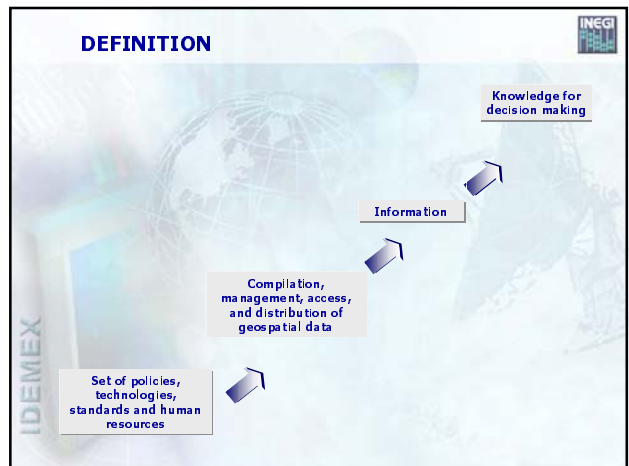 DEFINITION
INEGI
Knowledge for
decision making
Information
Compilation,
management, access,
and distribution of
geospatial data
Set of policies,
technologies,
standards and human
resources
IDEMEX